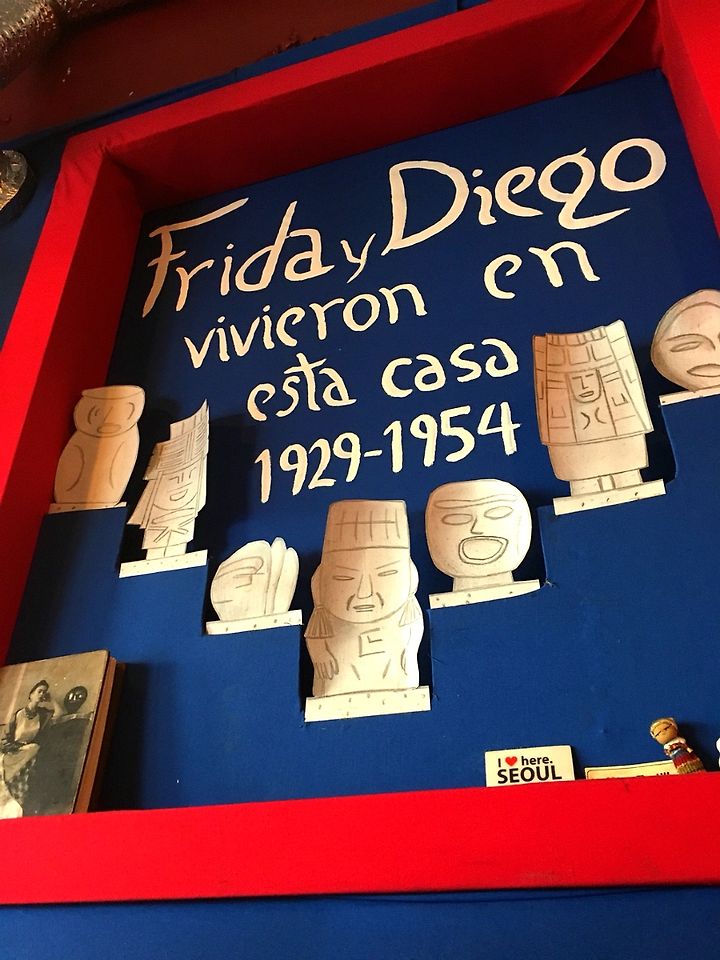 Frida y Diego
vivieron en
esta casa
1929-1954
I ♥ here.
SEOUL